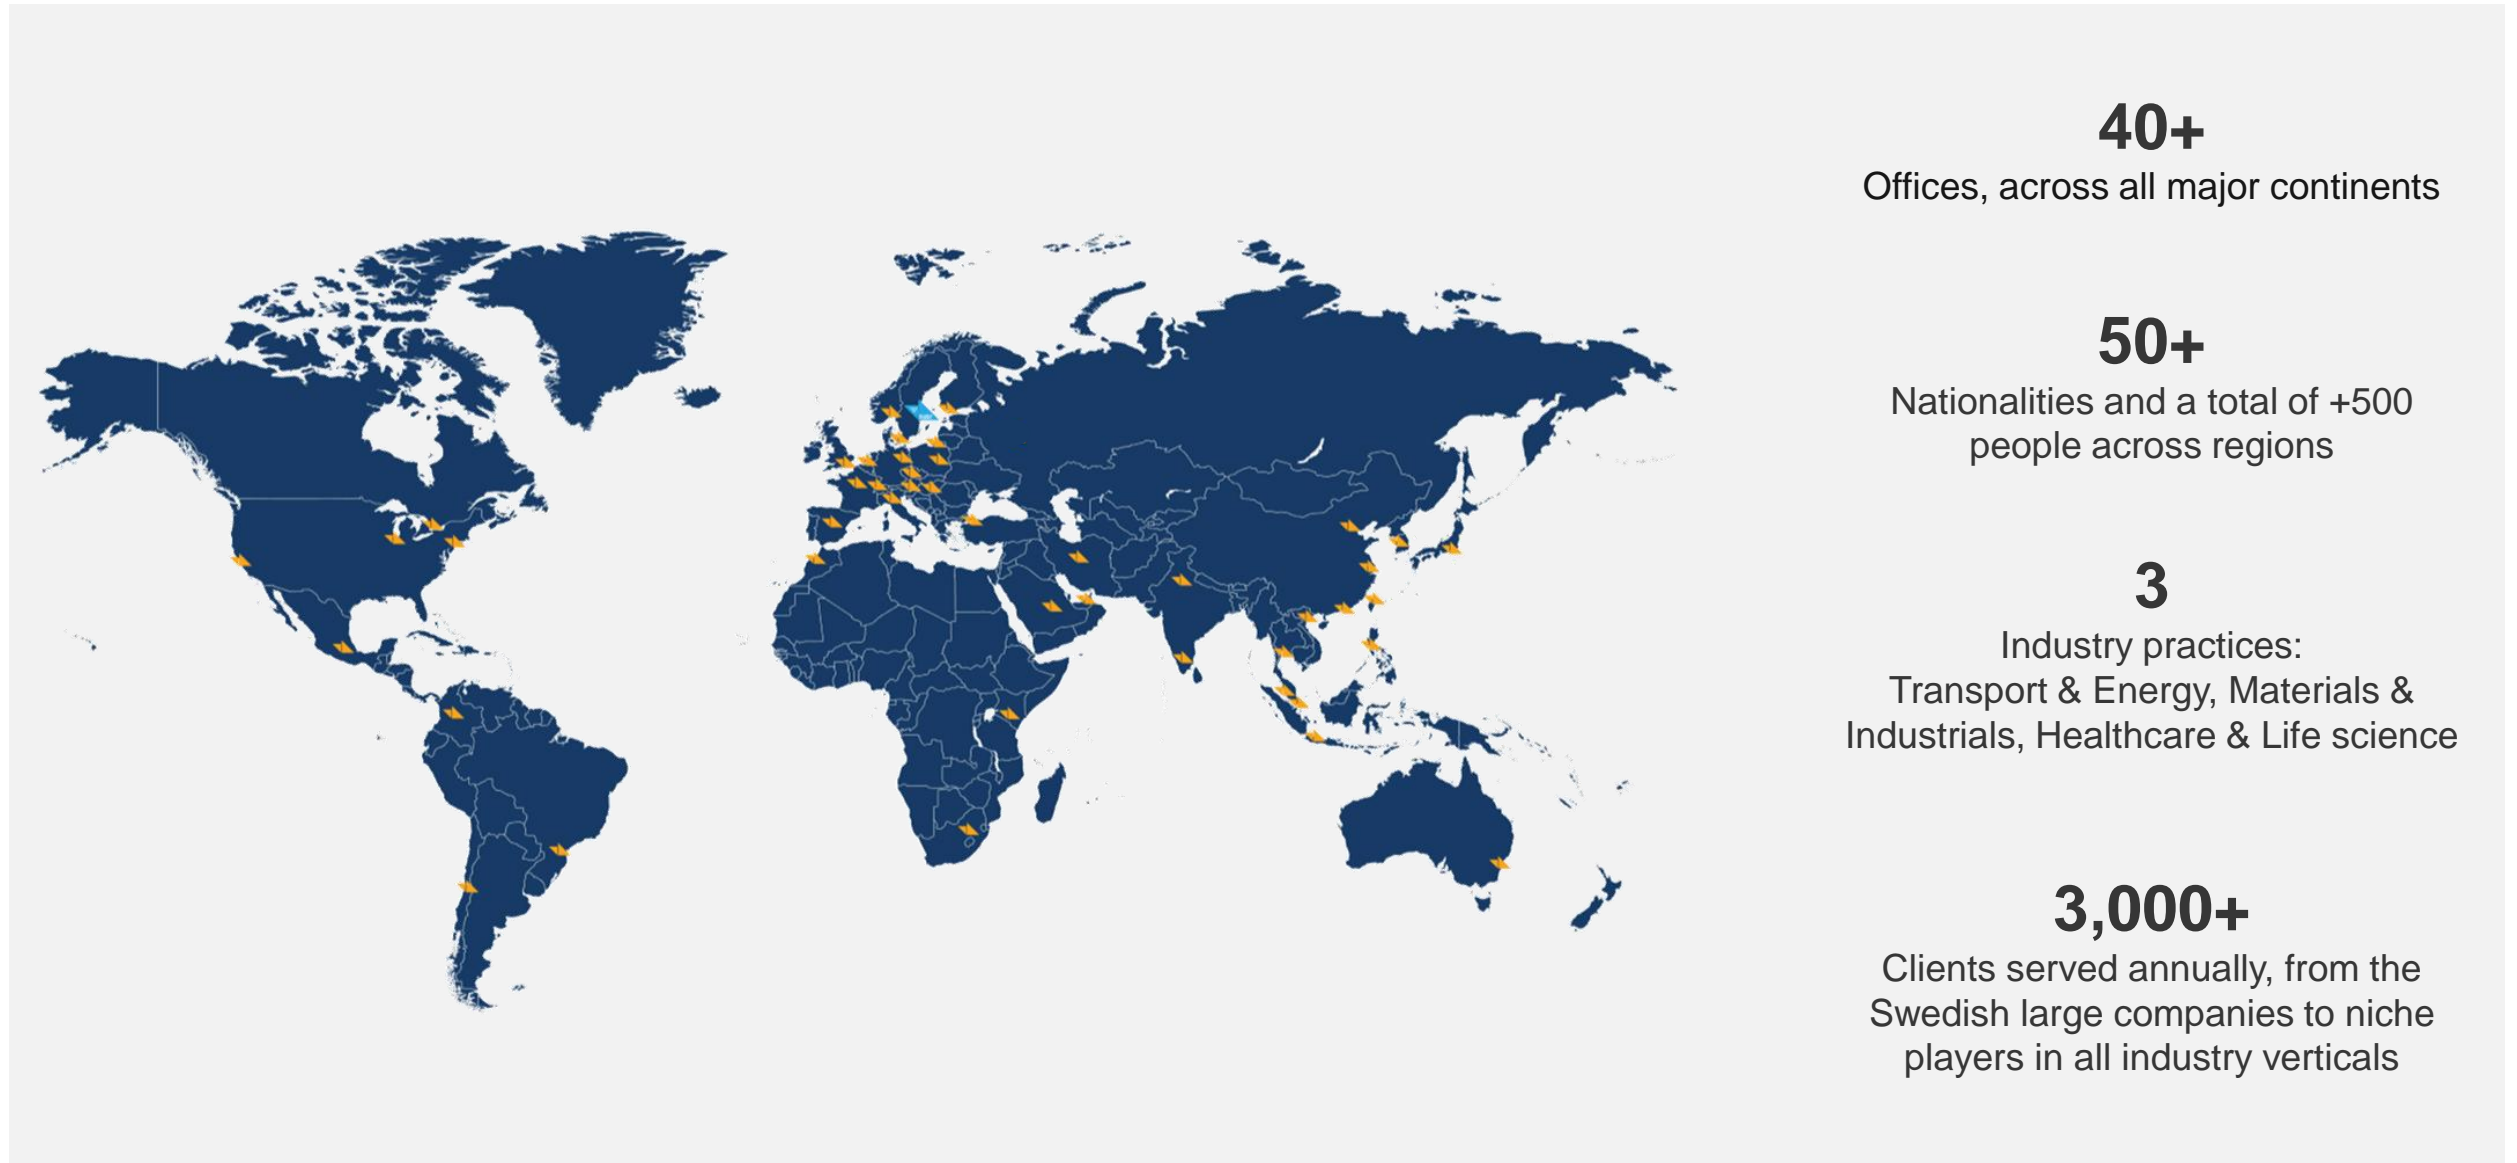 40+
Offices, across all major continents
50+
Nationalities and a total of +500
people across regions
3
Industry practices:
Transport & Energy, Materials &
Industrials, Healthcare & Life science
3,000+
Clients served annually, from the
Swedish large companies to niche
players in all industry verticals